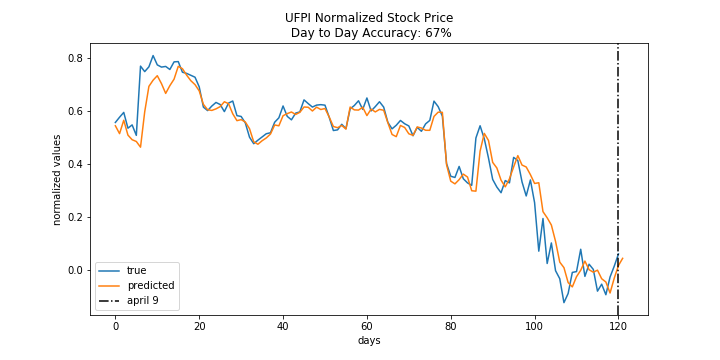 UFPI Normalized Stock Price
Day to Day Accuracy: 67%
normalized values
0.8
0.6
0.4
0.2
0.0
true
predicted
april 9
0
20
40
60
80
100
120
days